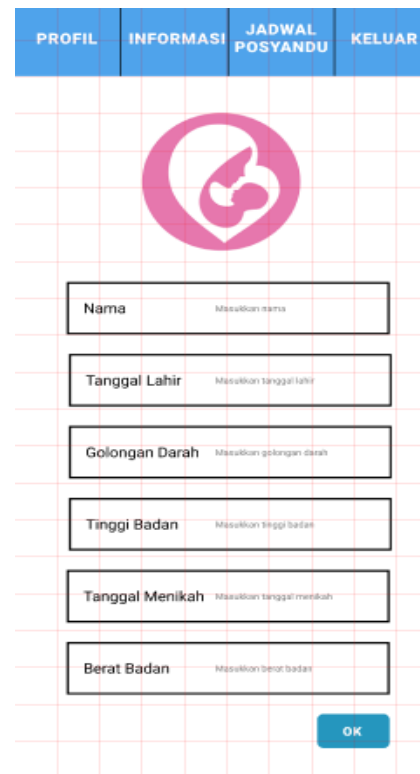 PROFIL
INFORMASI
JADWAL
POSYANDU
KELUAR
Nama Masukkan nama
Tanggal Lahir Masukkan tanggal lahir
Golongan Darah Masukkan golongan darah
Tinggi Badan Masukkan tinggi badan
Tanggal Menikah Masukkan tanggal menikah
Berat Badan Masukkan berat badan
OK